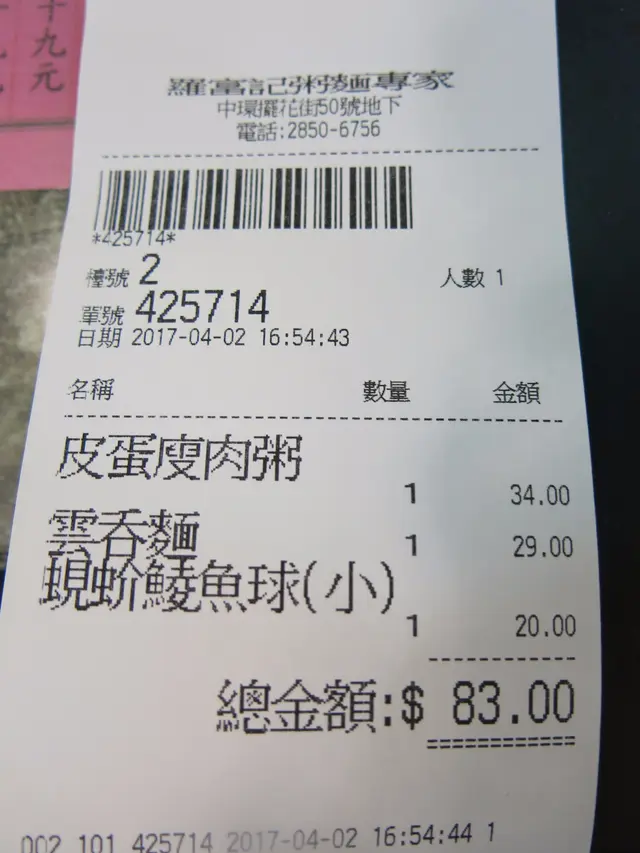 十九元
羅富記粥麵專家
中環擺花街50號地下
電話:2850-6756
*425714*
檯號 2 人數 1
單號 425714
日期 2017-04-02 16:54:43
名稱 數量 金額
皮蛋廋肉粥
1 34.00
雲吞麵
1 29.00
蜆蚧鯪魚球(小)
1 20.00
總金額:$ 83.00
002 101 425714 2017-04-02 16:54:44 1